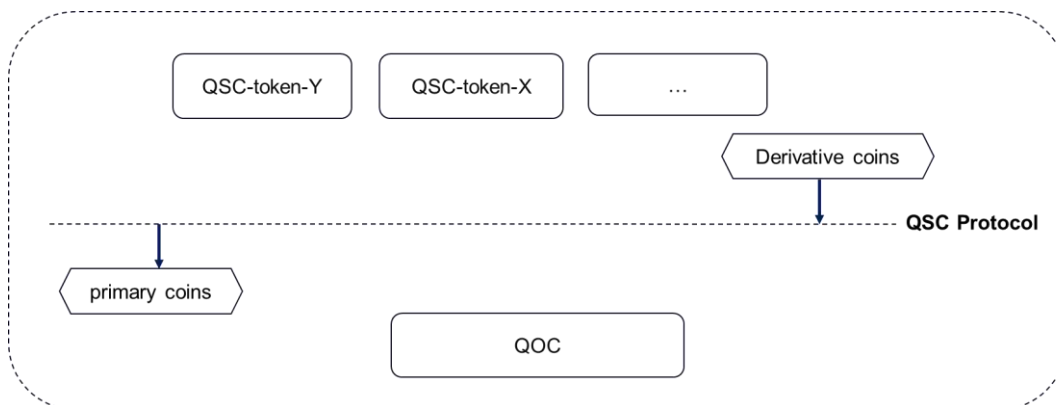 QSC-token-Y
QSC-token-X
...
Derivative coins
QSC Protocol
primary coins
QOC